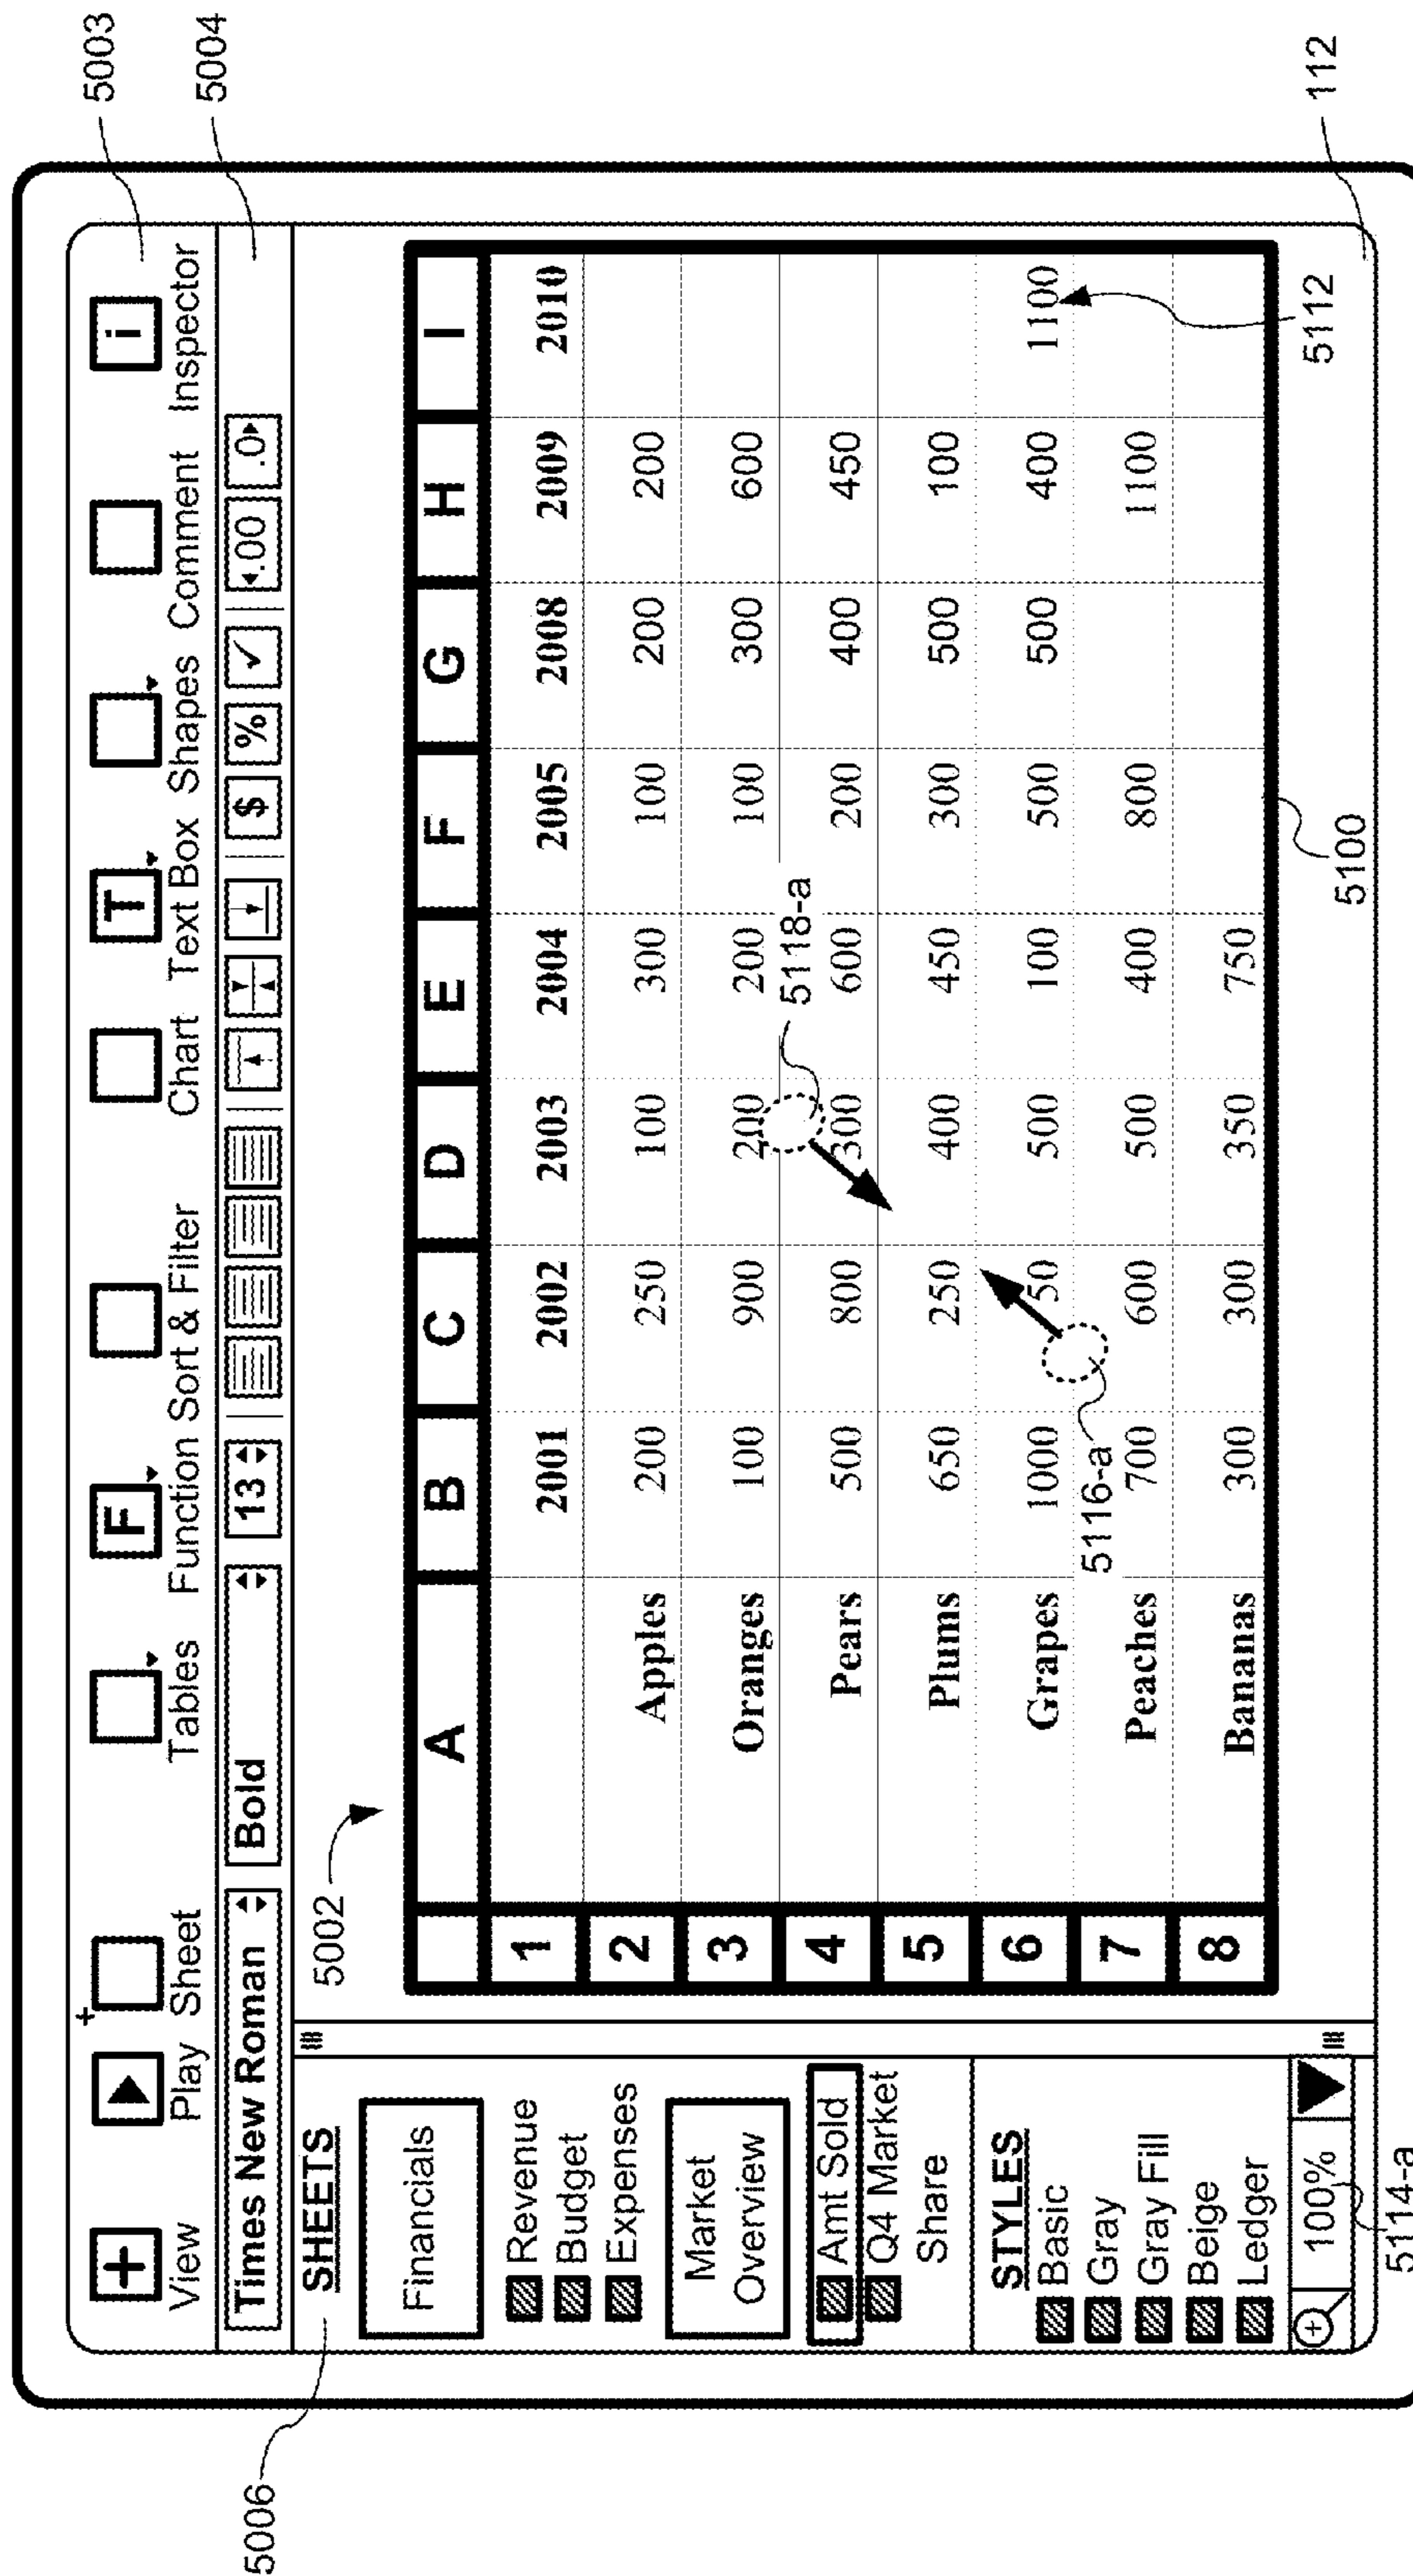 5003
5004
View Play Sheet Tables F Function Sort & Filter Chart T Text Box Shapes Comment i Inspector
Times New Roman Bold 13 $ % ✓ .00 .0
5006
SHEETS
Financials
Revenue
Budget
Expenses
Market
Overview
Amt Sold
Q4 Market
Share
STYLES
Basic
Gray
Gray Fill
Beige
Ledger
100%
5114-a
5002
A B C D E F G H I
1 2001 2002 2003 2004 2005 2008 2009 2010
2 Apples 200 250 100 300 100 200 200
3 Oranges 100 900 200 200 100 300 600
5118-a
4 Pears 500 800 300 600 200 400 450
5 Plums 650 250 400 450 300 500 100
6 Grapes 1000 50 500 100 500 500 400 1100
5116-a
7 Peaches 700 600 500 400 800 1100
8 Bananas 300 300 350 750
5100
5112
112